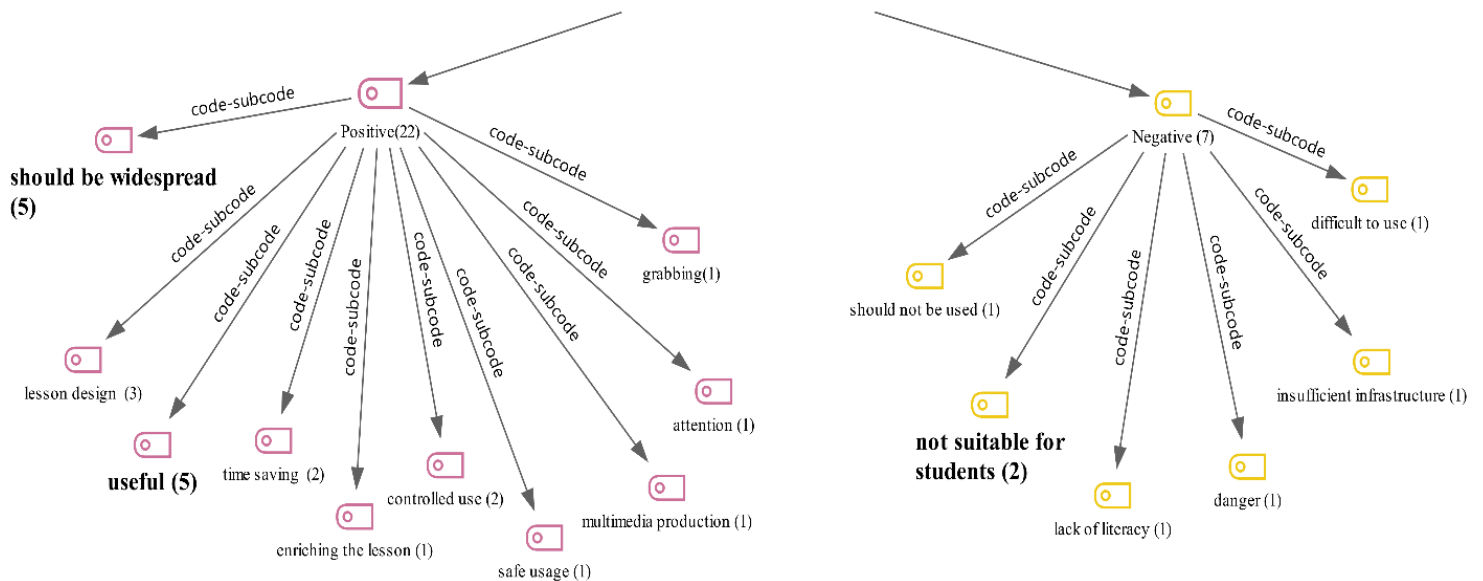 code-subcode
Positive(22)
should be widespread
(5)
code-subcode
code-subcode
code-subcode
code-subcode
code-subcode
code-subcode
code-subcode
code-subcode
code-subcode
grabbing(1)
lesson design (3)
attention (1)
useful (5)
time saving (2)
controlled use (2)
multimedia production (1)
enriching the lesson (1)
safe usage (1)
Negative (7)
code-subcode
code-subcode
code-subcode
code-subcode
code-subcode
code-subcode
difficult to use (1)
should not be used (1)
insufficient infrastructure (1)
not suitable for
students (2)
danger (1)
lack of literacy (1)